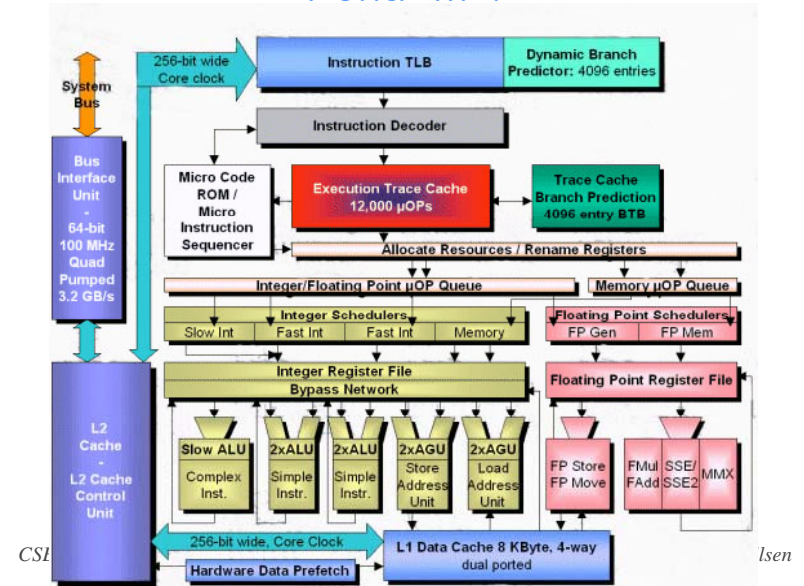 256-bit wide
Core clock
Instruction TLB
Dynamic Branch
Predictor: 4096 entries
System
Bus
Instruction Decoder
Bus
Interface
Unit
-
64-bit
100 MHz
Quad
Pumped
3.2 GB/s
Micro Code
ROM /
Micro
Instruction
Sequencer
Execution Trace Cache
12,000 µOPs
Trace Cache
Branch Prediction
4096 entry BTB
Allocate Resources / Rename Registers
Integer/Floating Point µOP Queue
Memory µOP Queue
Integer Schedulers
Slow Int
Fast Int
Fast Int
Memory
Floating Point Schedulers
FP Gen
FP Mem
Integer Register File
Bypass Network
Floating Point Register File
L2
Cache
-
L2 Cache
Control
Unit
Slow ALU
Complex
Inst.
2xALU
Simple
Instr.
2xALU
Simple
Instr.
2xAGU
Store
Address
Unit
2xAGU
Load
Address
Unit
FP Store
FP Move
FMul
FAdd
SSE/
SSE2
MMX
256-bit wide, Core Clock
L1 Data Cache 8 KByte, 4-way
dual ported
Hardware Data Prefetch
lsen